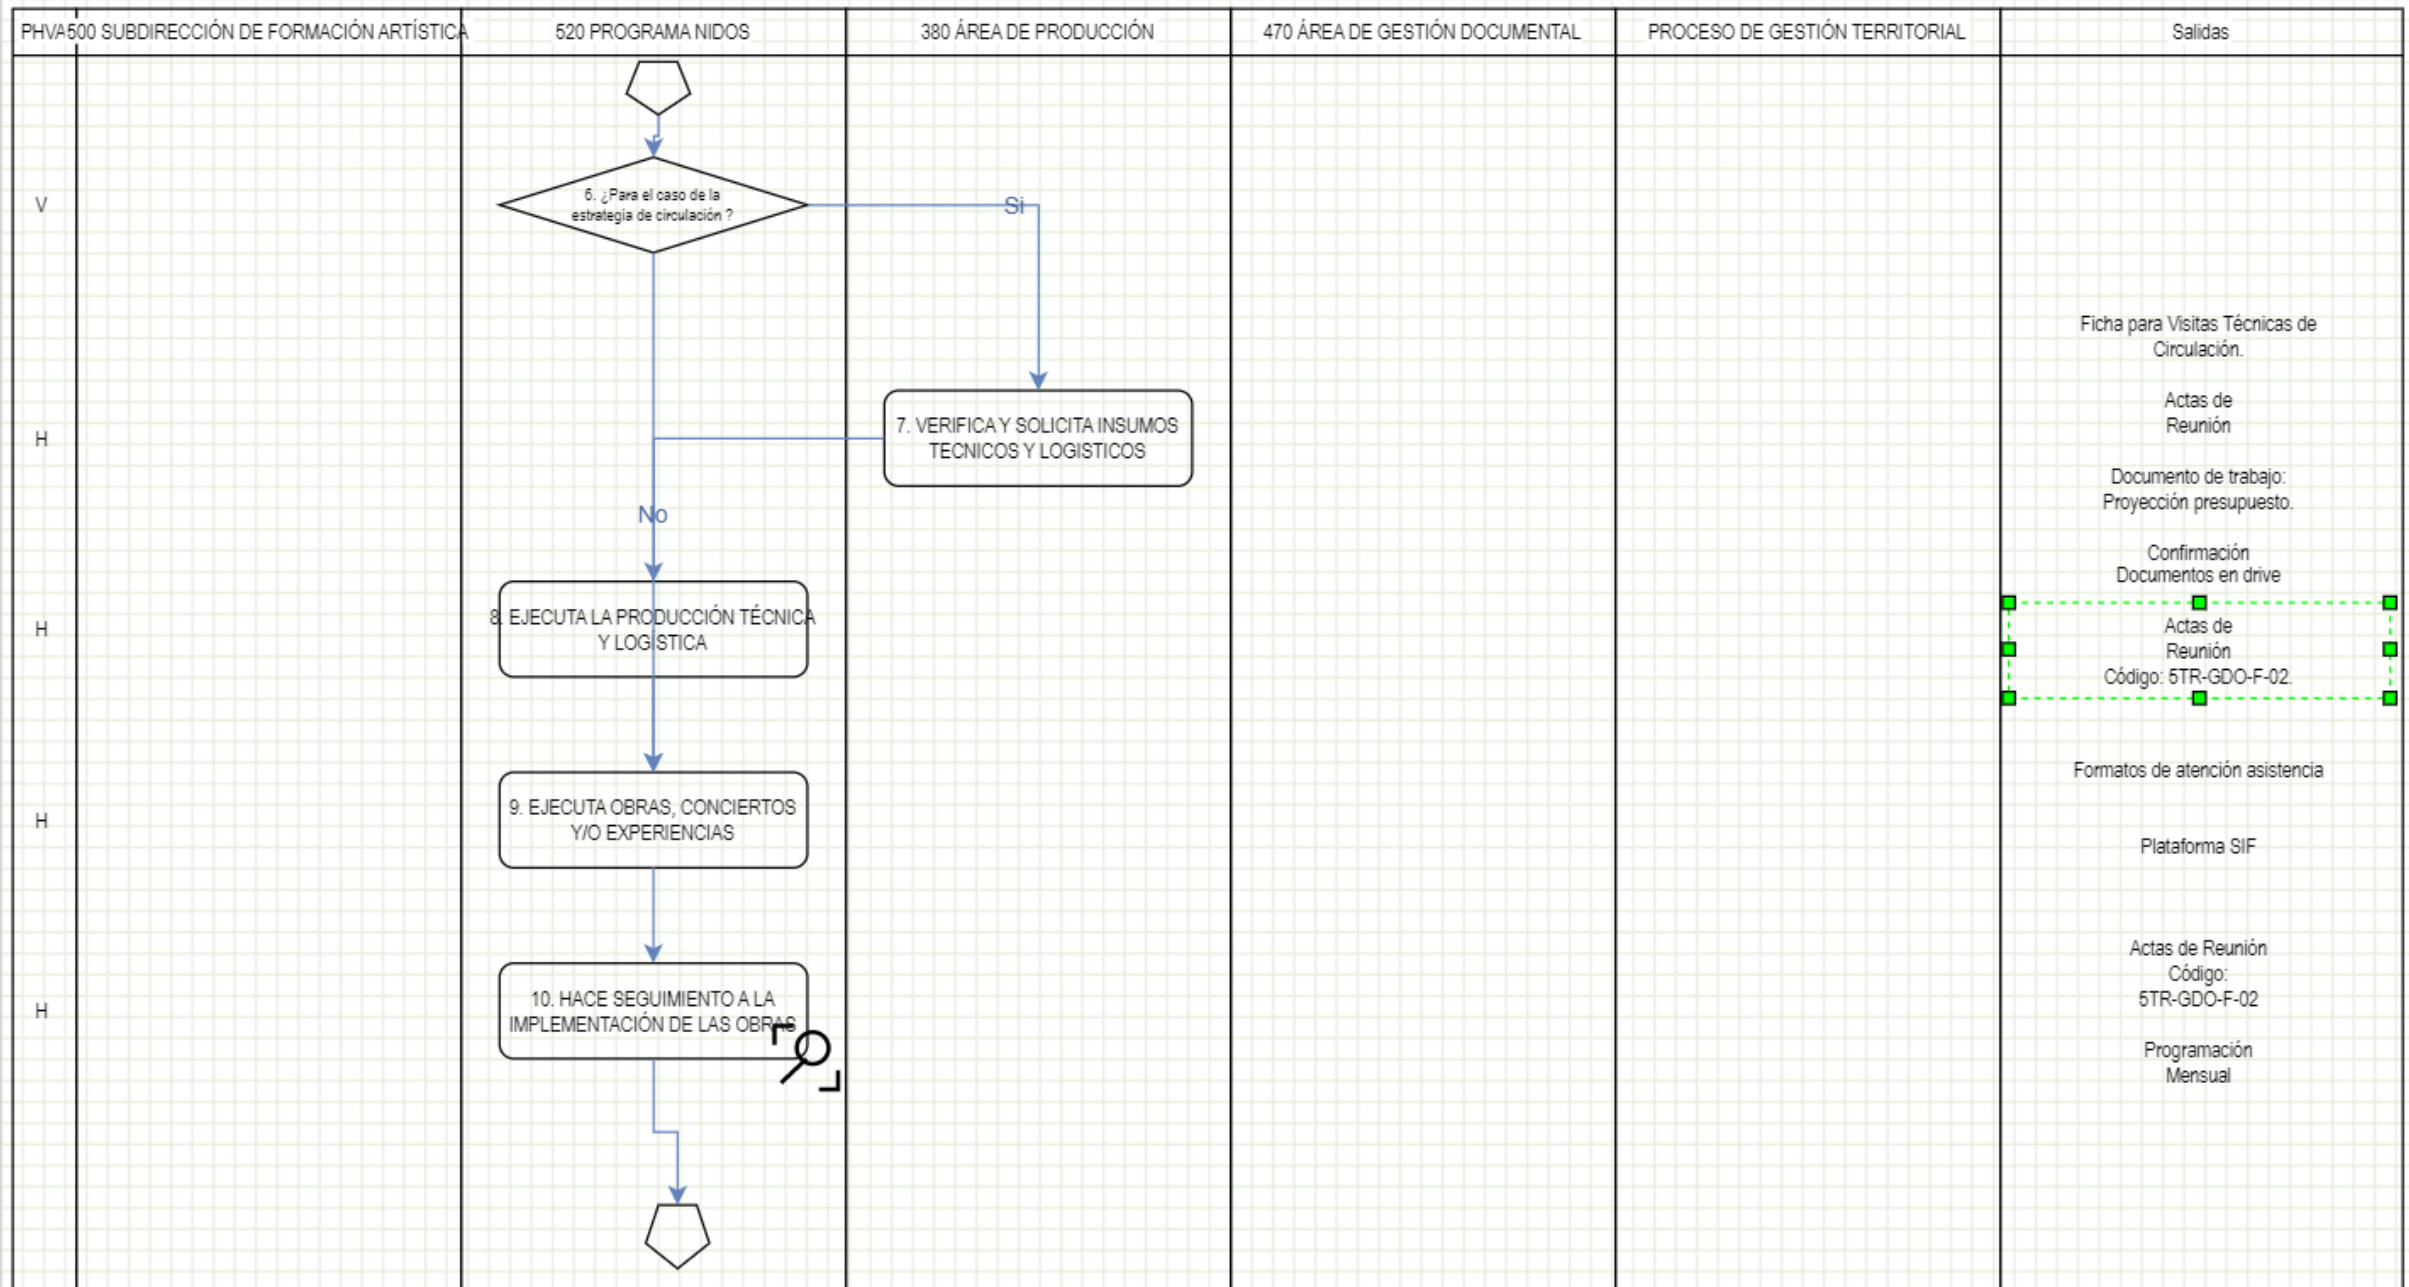 PHVA
500 SUBDIRECCIÓN DE FORMACIÓN ARTÍSTICA
520 PROGRAMA NIDOS
380 ÁREA DE PRODUCCIÓN
470 ÁREA DE GESTIÓN DOCUMENTAL
PROCESO DE GESTIÓN TERRITORIAL
Salidas
V
6. ¿Para el caso de la
estrategia de circulación ?
Si
Ficha para Visitas Técnicas de
Circulación.
Actas de
Reunión
H
7. VERIFICA Y SOLICITA INSUMOS
TECNICOS Y LOGISTICOS
Documento de trabajo:
Proyección presupuesto.
No
Confirmación
Documentos en drive
H
8. EJECUTA LA PRODUCCIÓN TÉCNICA
Y LOGISTICA
Actas de
Reunión
Código: 5TR-GDO-F-02.
Formatos de atención asistencia
H
9. EJECUTA OBRAS, CONCIERTOS
Y/O EXPERIENCIAS
Plataforma SIF
H
10. HACE SEGUIMIENTO A LA
IMPLEMENTACIÓN DE LAS OBRAS
Actas de Reunión
Código:
5TR-GDO-F-02
Programación
Mensual